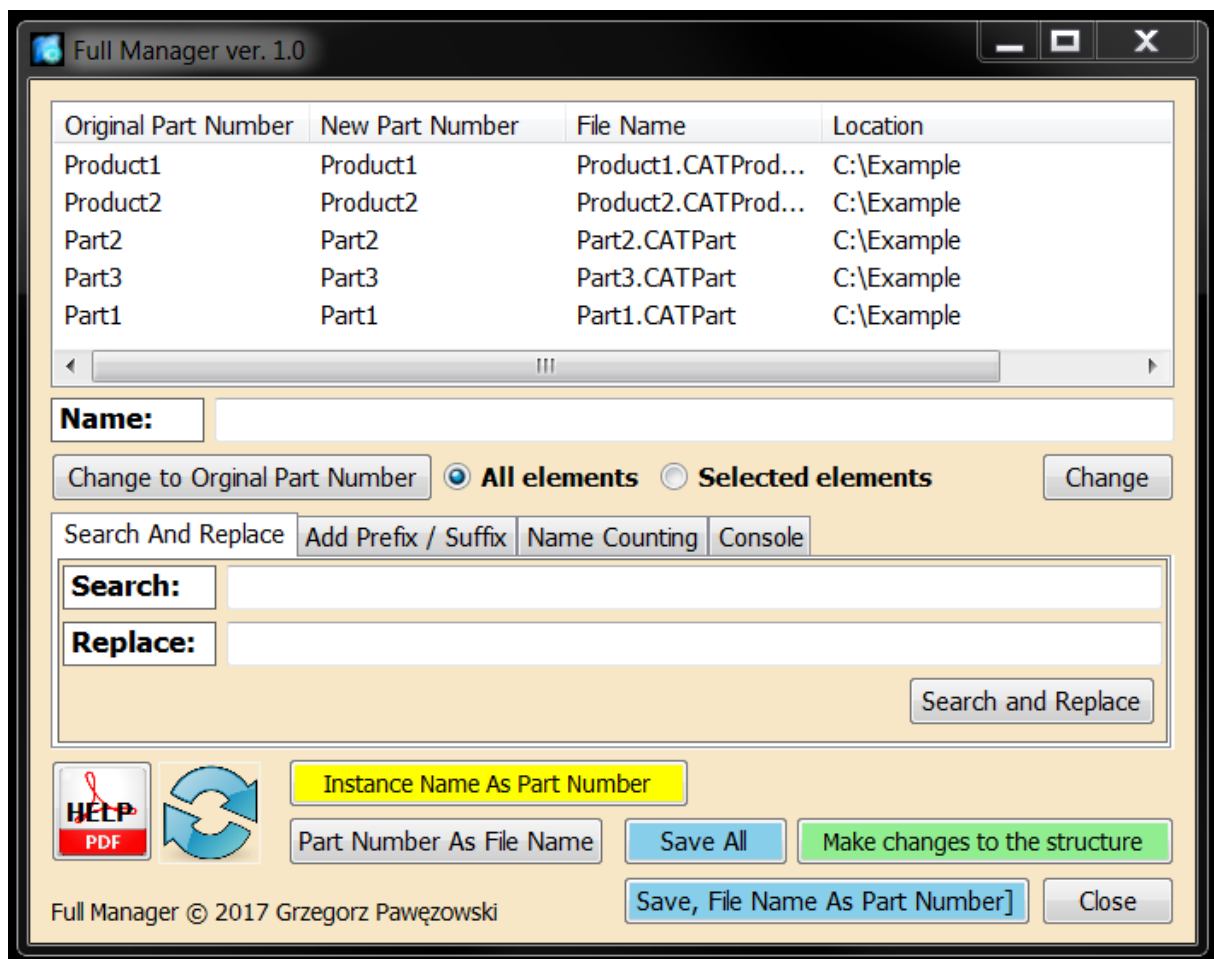 Full Manager ver. 1.0
Original Part Number New Part Number File Name Location
Product1 Product1 Product1.CATProd... C:\Example
Product2 Product2 Product2.CATProd... C:\Example
Part2 Part2 Part2.CATPart C:\Example
Part3 Part3 Part3.CATPart C:\Example
Part1 Part1 Part1.CATPart C:\Example
Name:
Change to Orginal Part Number All elements Selected elements Change
Search And Replace Add Prefix / Suffix Name Counting Console
Search:
Replace:
Search and Replace
HELP
PDF
Instance Name As Part Number
Part Number As File Name Save All Make changes to the structure
Save, File Name As Part Number] Close
Full Manager © 2017 Grzegorz Pawęzowski